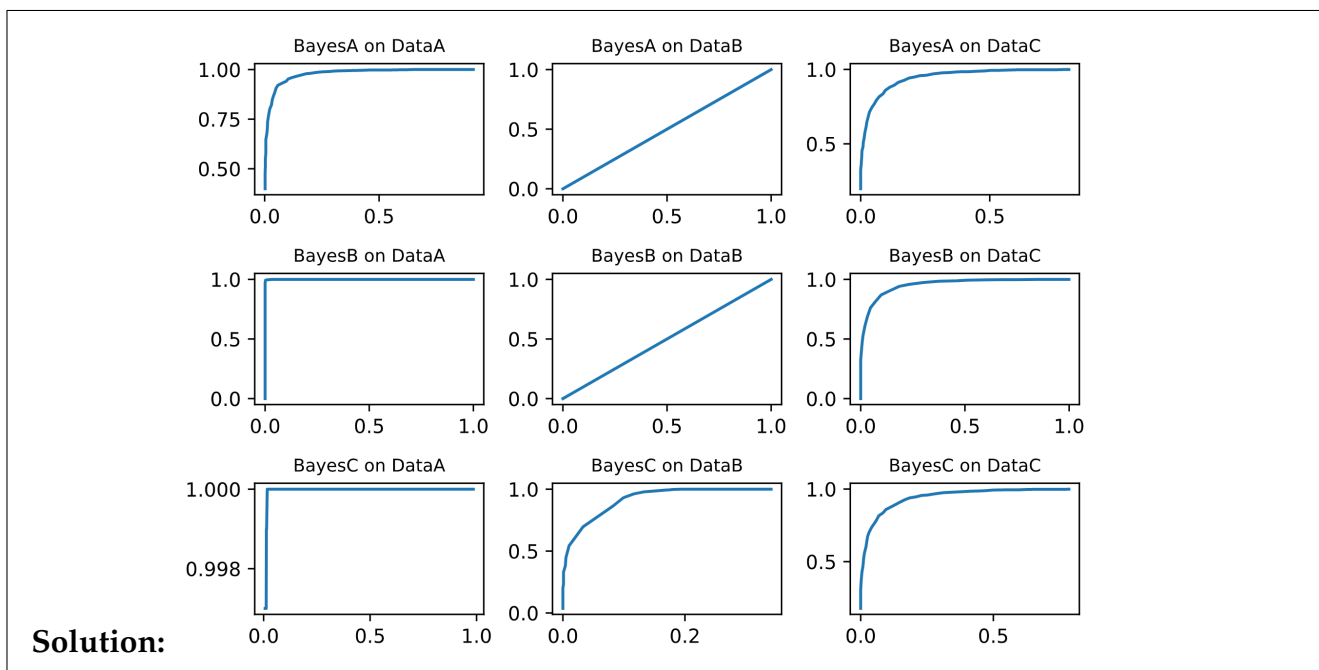 BayesA on DataA
1.00
0.75
0.50
0.0 0.5
BayesA on DataB
1.0
0.5
0.0
0.0 0.5 1.0
BayesA on DataC
0.5
0.0 0.5
BayesB on DataA
1.0
0.5
0.0
0.0 0.5 1.0
BayesB on DataB
1.0
0.5
0.0
0.0 0.5 1.0
BayesB on DataC
1.0
0.5
0.0
0.0 0.5 1.0
BayesC on DataA
1.000
0.998
0.0 0.5 1.0
BayesC on DataB
1.0
0.5
0.0
0.0 0.2
BayesC on DataC
1.0
0.5
0.0 0.5
Solution: